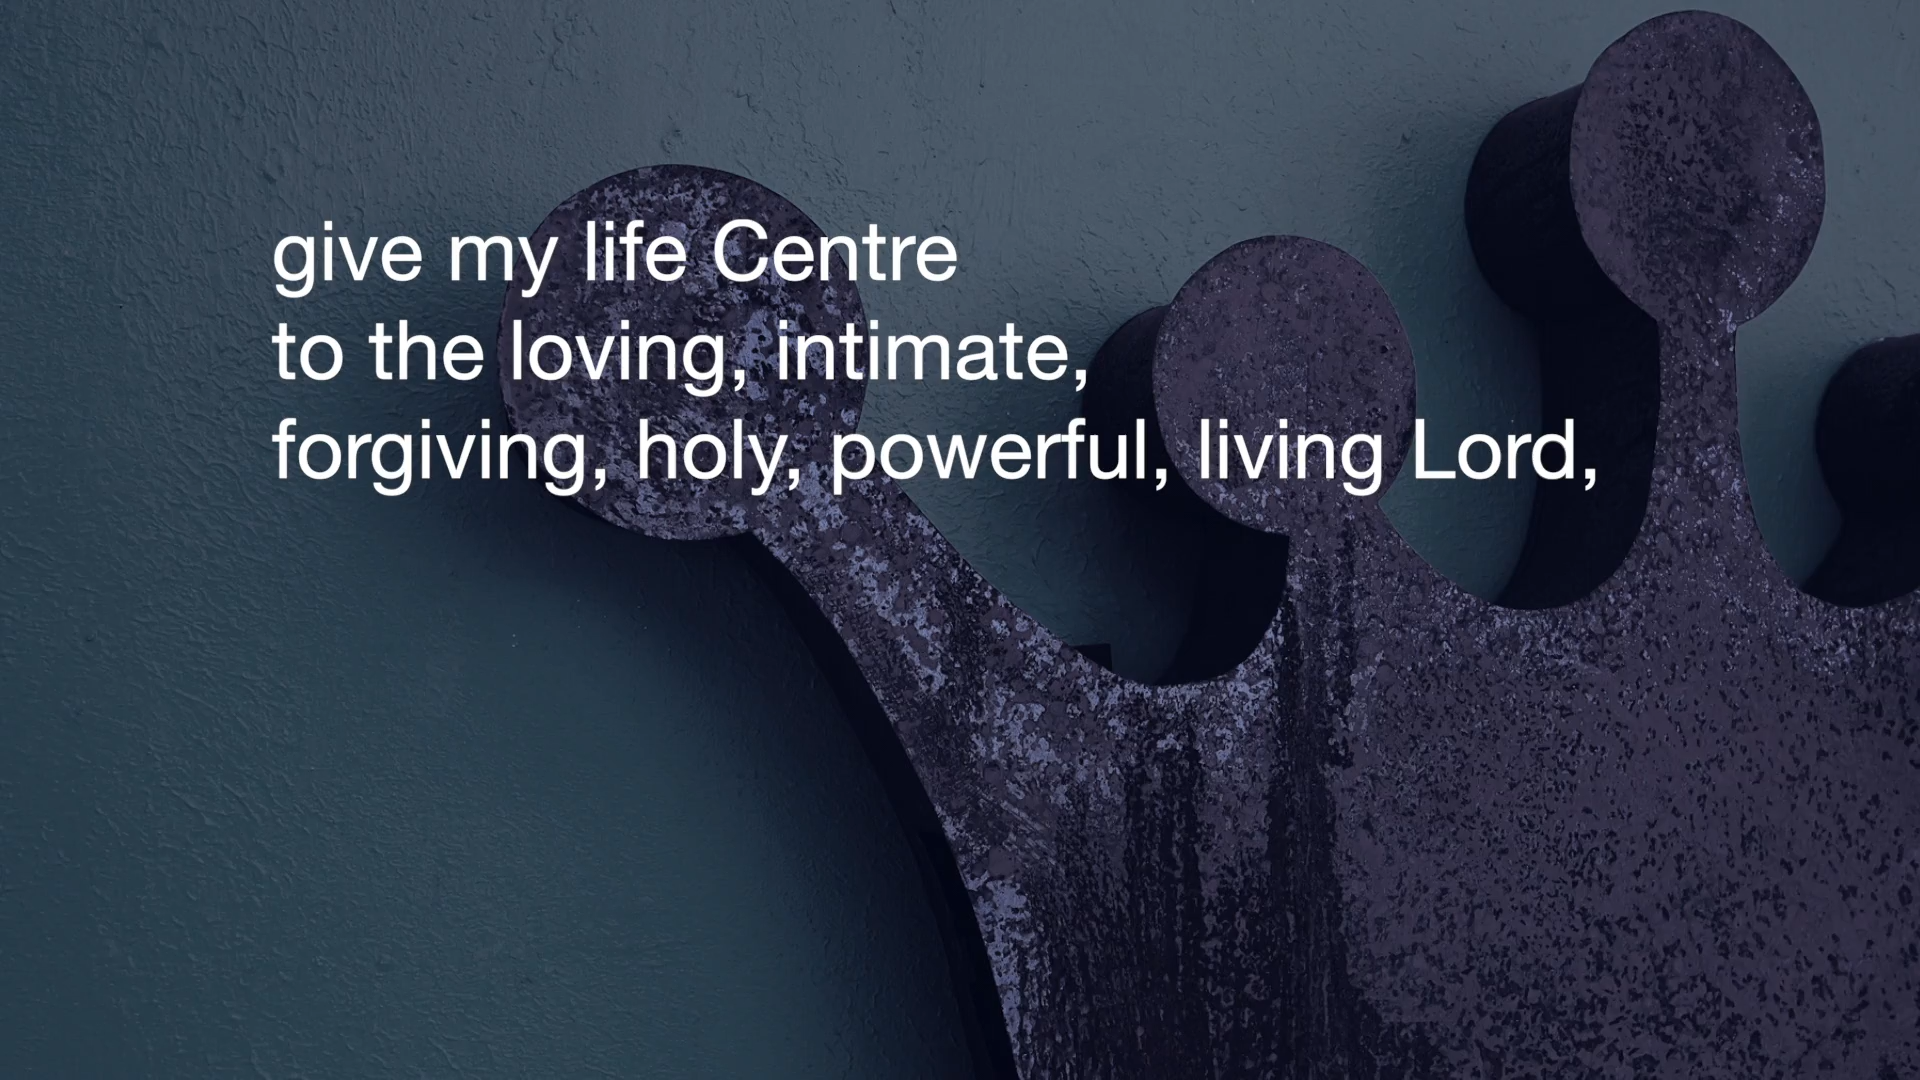 give my life Centre
to the loving, intimate,
forgiving, holy, powerful, living Lord,